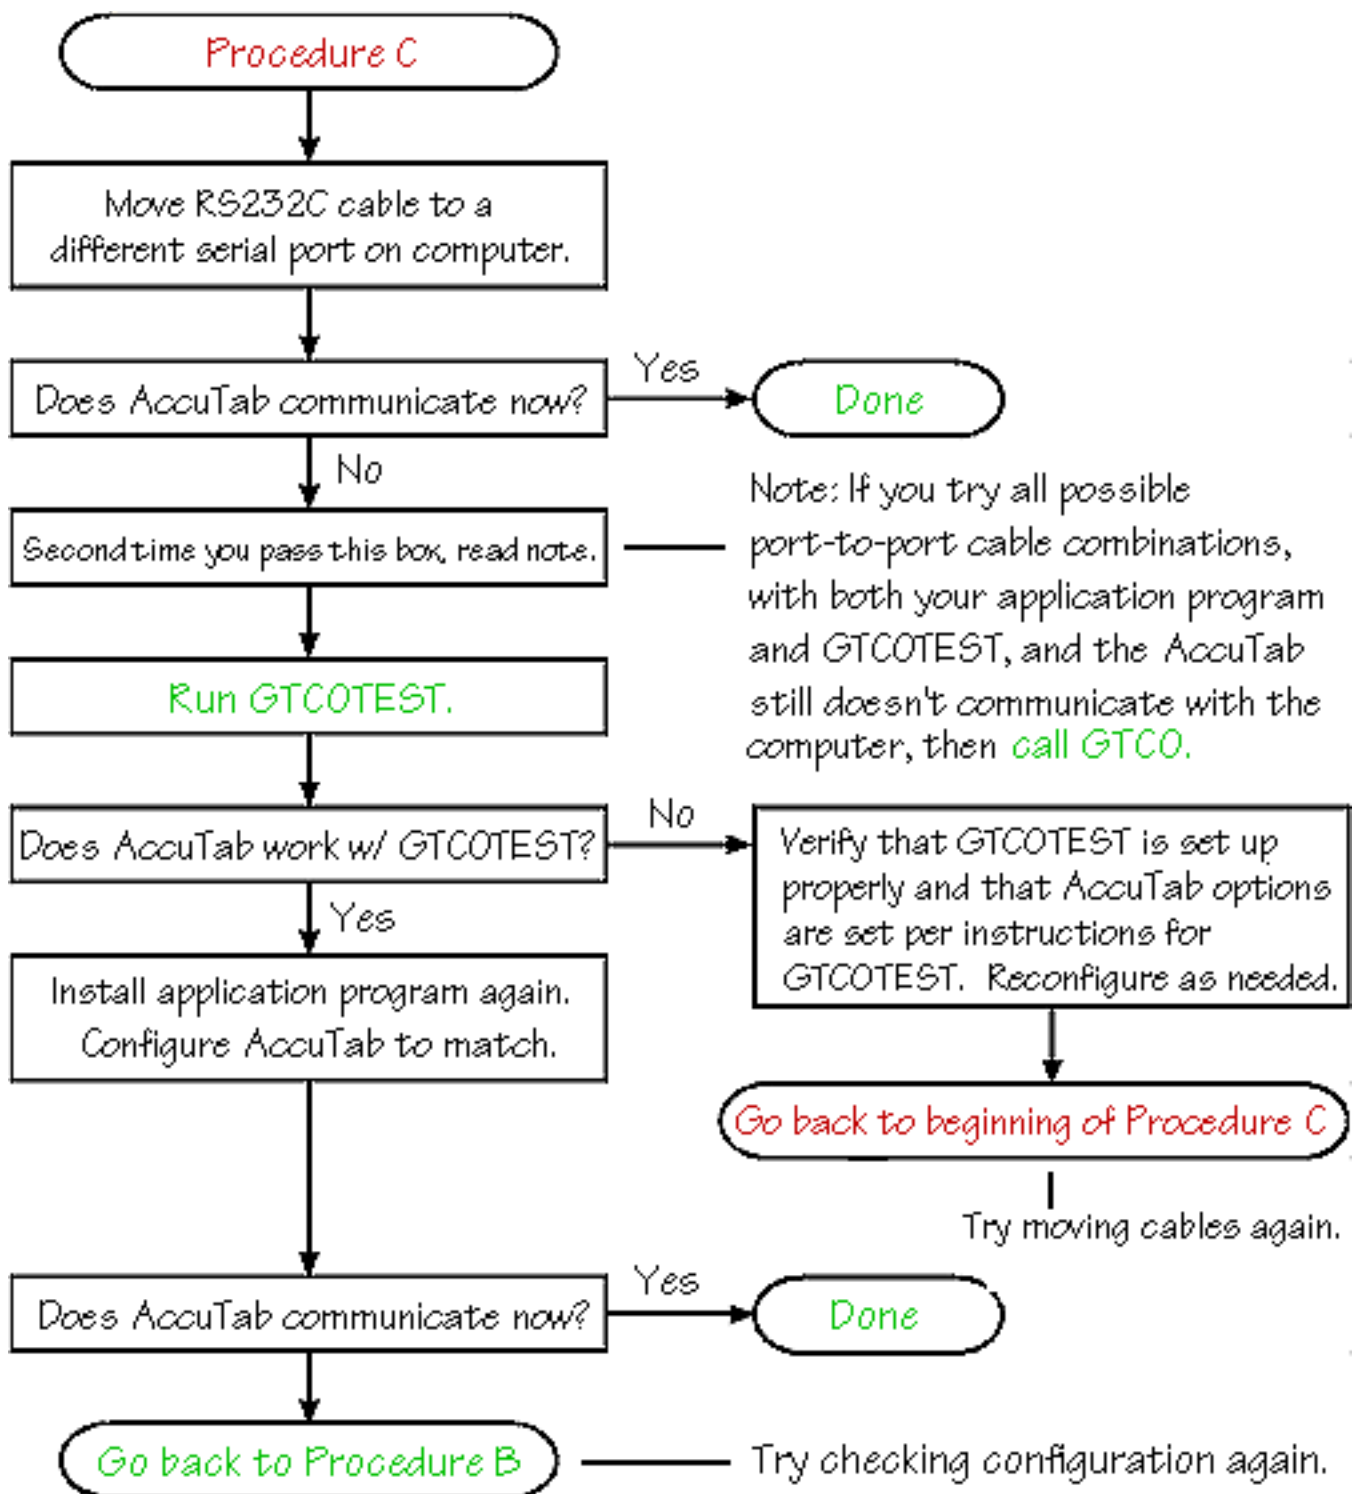 Procedure C
Move RS232C cable to a
different serial port on computer.
Does AccuTab communicate now?
Yes
Done
No
Second time you pass this box, read note.
Note: If you try all possible
port-to-port cable combinations,
with both your application program
and GTCOTEST, and the AccuTab
still doesn't communicate with the
computer, then call GTCO.
Run GTCOTEST.
Does AccuTab work w/ GTCOTEST?
No
Verify that GTCOTEST is set up
properly and that AccuTab options
are set per instructions for
GTCOTEST. Reconfigure as needed.
Yes
Install application program again.
Configure AccuTab to match.
Go back to beginning of Procedure C
Try moving cables again.
Does AccuTab communicate now?
Yes
Done
Go back to Procedure B
Try checking configuration again.